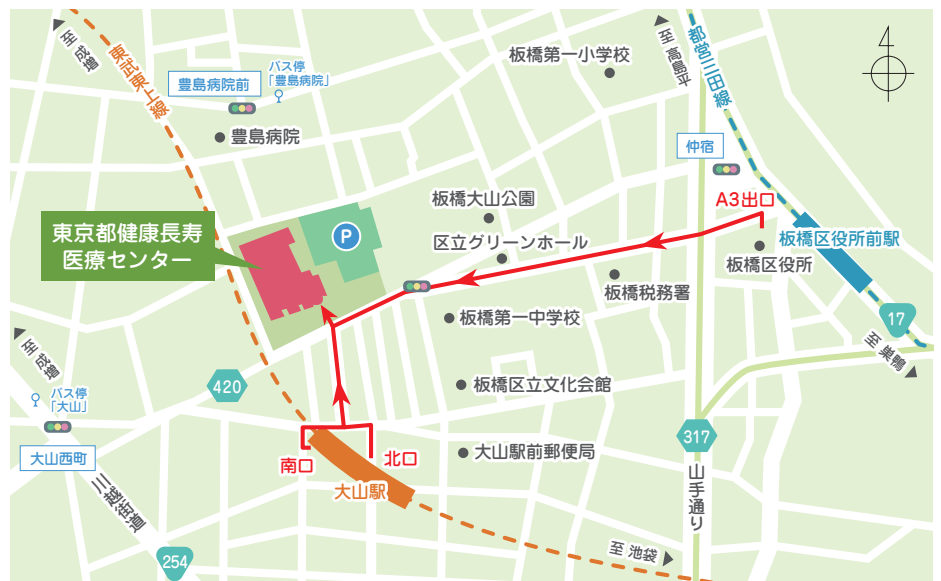 至 成増
東武東上線
豊島病院前
バス停
「豊島病院」
豊島病院
板橋第一小学校
至 高島平
都営三田線
4
仲宿
A3出口
板橋大山公園
区立グリーンホール
板橋区役所前駅
板橋区役所
東京都健康長寿
医療センター
P
板橋税務署
板橋第一中学校
17
至 巣鴨
至 成増
420
バス停
「大山」
大山西町
板橋区立文化会館
317
山手通り
大山駅前郵便局
南口
北口
大山駅
川越街道
254
至 池袋